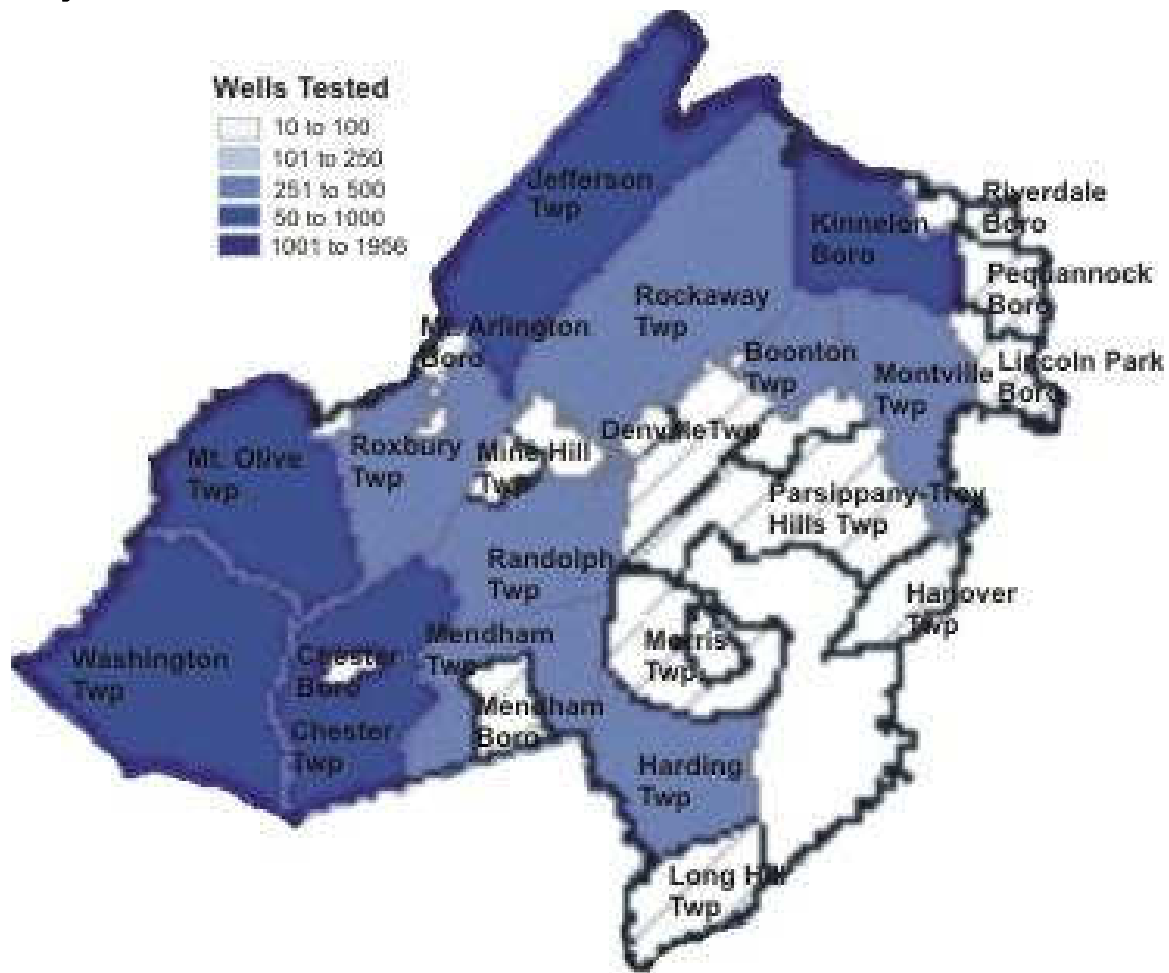 Wells Tested
10 to 100
101 to 250
251 to 500
50 to 1000
1001 to 1956
Jefferson
Twp
Riverdale
Boro
Kinnelon
Boro
Pequannock
Boro
Rockaway
Twp
Mt. Arlington
Boro
Boonton
Twp
Lincoln Park
Boro
Montville
Twp
Denville Twp
Roxbury
Twp
Mine Hill
Twp
Mt. Olive
Twp
Parsippany-Troy
Hills Twp
Randolph
Twp
Hanover
Twp
Mendham
Twp
Morris
Twp
Washington
Twp
Chester
Boro
Mendham
Boro
Chester
Twp
Harding
Twp
Long Hill
Twp